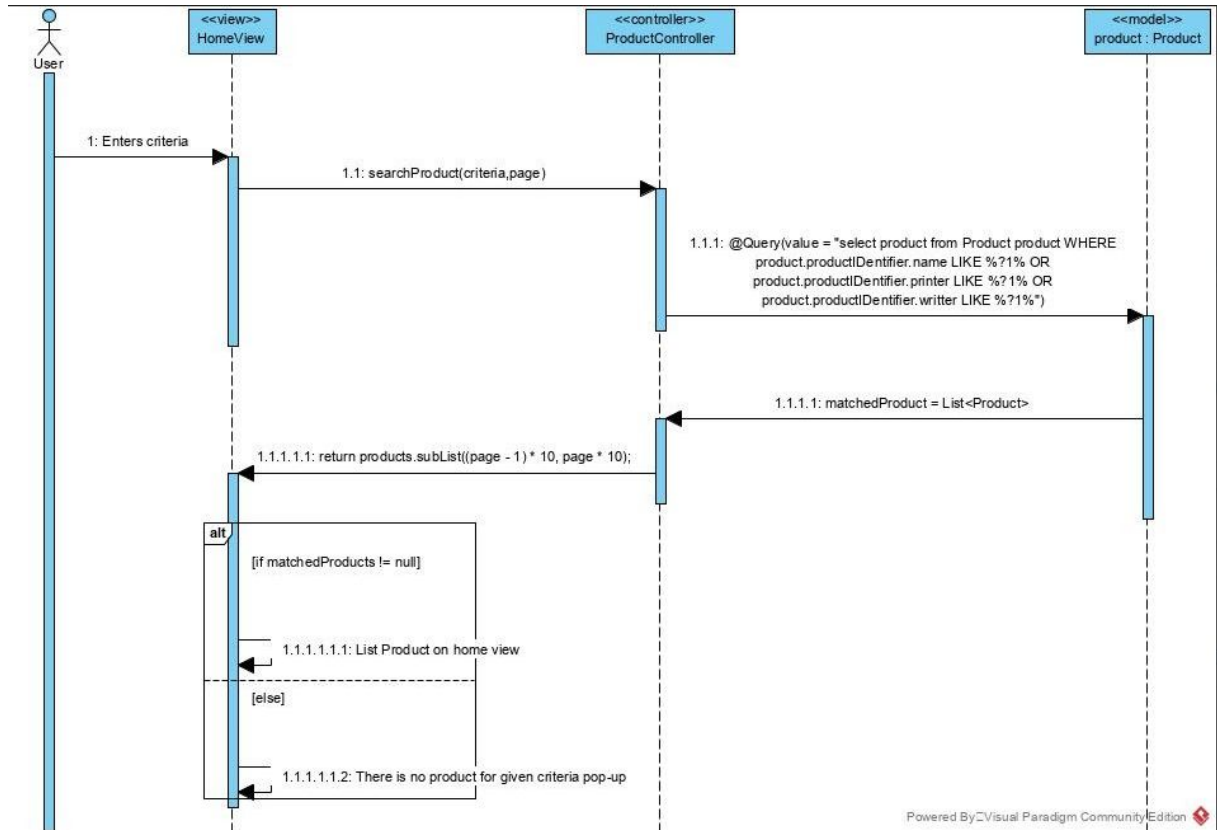 <<view>>
HomeView
<<controller>>
ProductController
<<model>>
product : Product
User
1: Enters criteria
1.1: searchProduct(criteria,page)
1.1.1: @Query(value = "select product from Product product WHERE
product.productIDentifier.name LIKE %?1% OR
product.productIDentifier.printer LIKE %?1% OR
product.productIDentifier.writter LIKE %?1%")
1.1.1.1: matchedProduct = List<Product>
1.1.1.1.1: return products.subList((page - 1) * 10, page * 10);
alt
[if matchedProducts != null]
1.1.1.1.1.1: List Product on home view
[else]
1.1.1.1.1.2: There is no product for given criteria pop-up
Powered By Visual Paradigm Community Edition